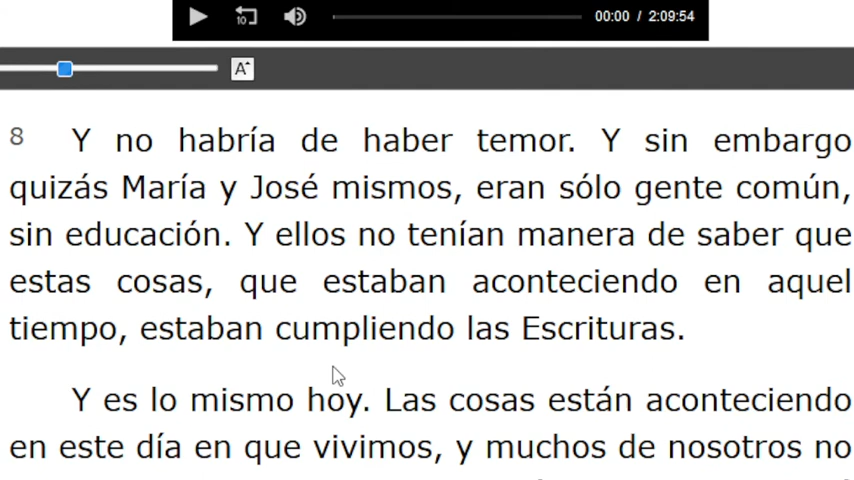 10 00:00 / 2:09:54
A
8 Y no habría de haber temor. Y sin embargo
quizás María y José mismos, eran sólo gente común,
sin educación. Y ellos no tenían manera de saber que
estas cosas, que estaban aconteciendo en aquel
tiempo, estaban cumpliendo las Escrituras.
Y es lo mismo hoy. Las cosas están aconteciendo
en este día en que vivimos, y muchos de nosotros no